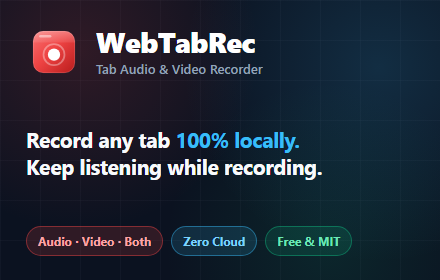 WebTabRec
Tab Audio & Video Recorder
Record any tab 100% locally.
Keep listening while recording.
Audio · Video · Both
Zero Cloud
Free & MIT